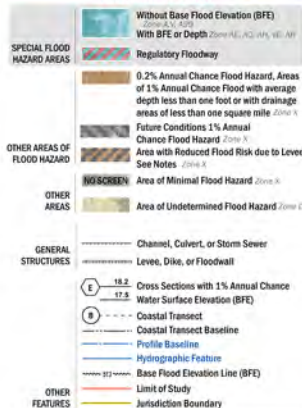 Without Base Flood Elevation (BFE)
Zone A, V, A99
With BFE or Depth Zone AE, AO, AH, VE, AR
SPECIAL FLOOD
HAZARD AREAS
Regulatory Floodway
0.2% Annual Chance Flood Hazard, Areas
of 1% Annual Chance Flood with average
depth less than one foot or with drainage
areas of less than one square mile Zone X
Future Conditions 1% Annual
Chance Flood Hazard Zone X
OTHER AREAS OF
FLOOD HAZARD
Area with Reduced Flood Risk due to Levee
See Notes Zone X
NO SCREEN Area of Minimal Flood Hazard Zone X
OTHER
AREAS
Area of Undetermined Flood Hazard Zone D
GENERAL
STRUCTURES
Channel, Culvert, or Storm Sewer
Levee, Dike, or Floodwall
E 18.2 Cross Sections with 1% Annual Chance
17.5 Water Surface Elevation (BFE)
B Coastal Transect
Coastal Transect Baseline
Profile Baseline
Hydrographic Feature
Base Flood Elevation Line (BFE)
OTHER
FEATURES
Limit of Study
Jurisdiction Boundary